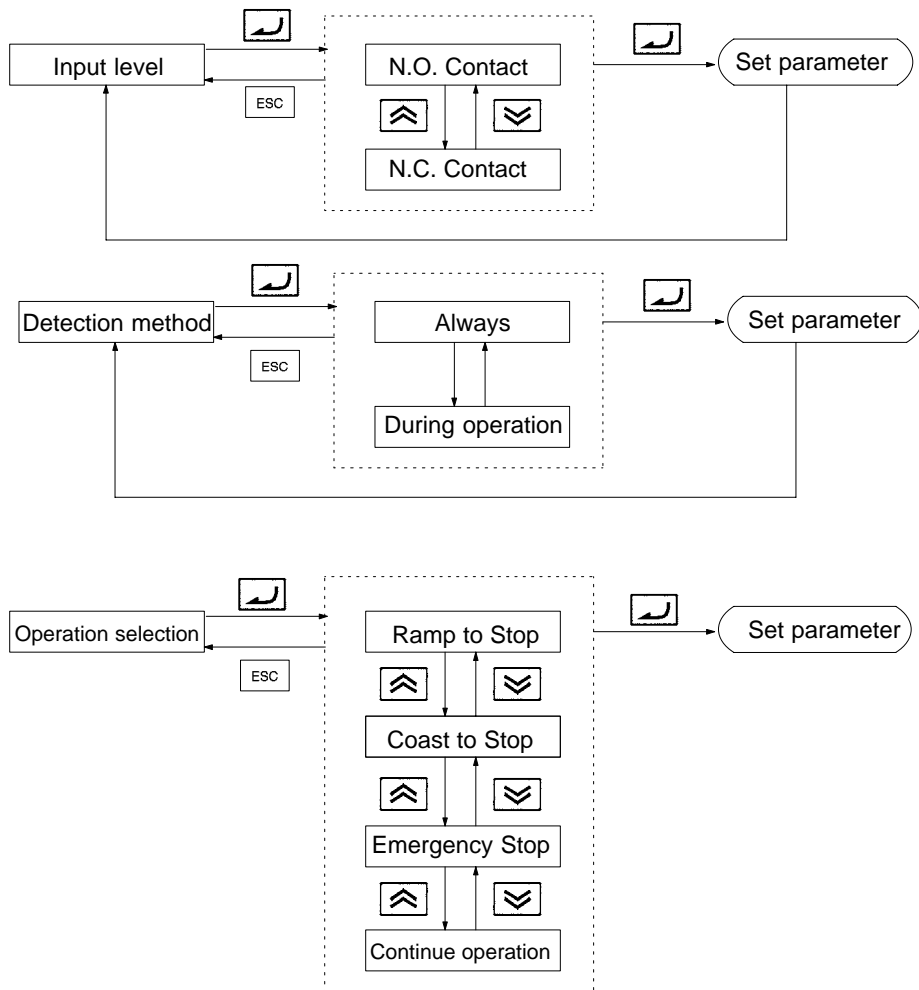 Input level
ESC
N.O. Contact
N.C. Contact
Set parameter
Detection method
ESC
Always
During operation
Set parameter
Operation selection
ESC
Ramp to Stop
Coast to Stop
Emergency Stop
Continue operation
Set parameter